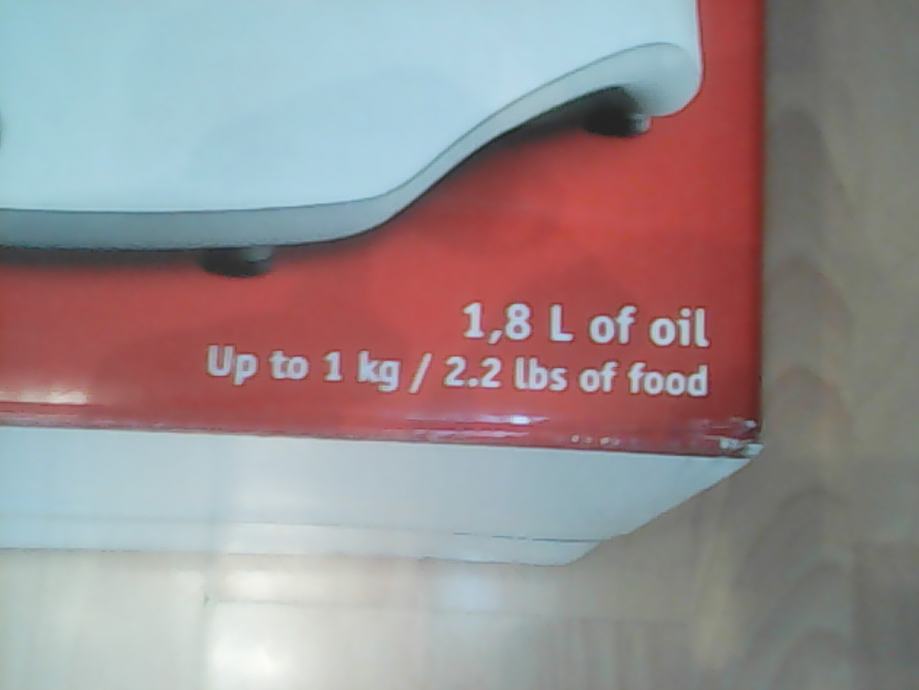 1,8 L of oil
Up to 1 kg / 2.2 lbs of food